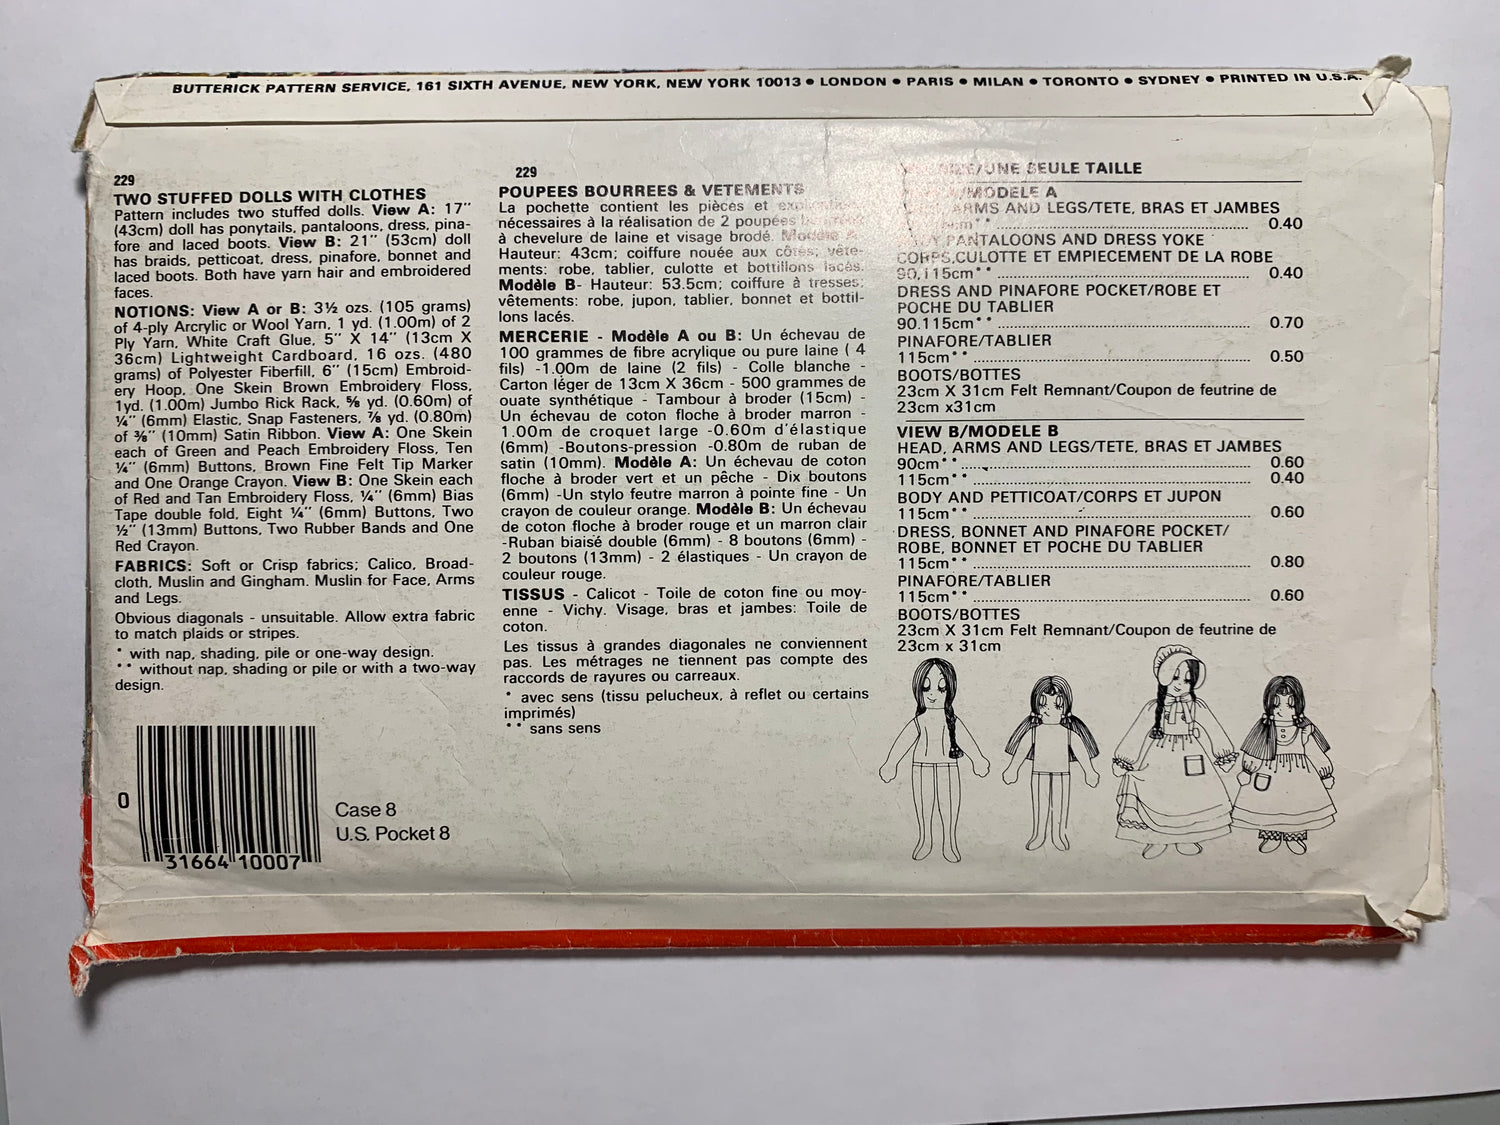 BUTTERICK PATTERN SERVICE, 161 SIXTH AVENUE, NEW YORK, NEW YORK 10013 • LONDON • PARIS • MILAN • TORONTO • SYDNEY • PRINTED IN U.S.A.
229
TWO STUFFED DOLLS WITH CLOTHES
Pattern includes two stuffed dolls. View A: 17"
(43cm) doll has ponytails, pantaloons, dress, pina-
fore and laced boots. View B: 21" (53cm) doll
has braids, petticoat, dress, pinafore, bonnet and
laced boots. Both have yarn hair and embroidered
faces.
NOTIONS: View A or B: 3½ ozs. (105 grams)
of 4-ply Arcrylic or Wool Yarn, 1 yd. (1.00m) of 2
Ply Yarn, White Craft Glue, 5" X 14" (13cm X
36cm) Lightweight Cardboard, 16 ozs. (480
grams) of Polyester Fiberfill, 6" (15cm) Embroid-
ery Hoop, One Skein Brown Embroidery Floss,
1yd. (1.00m) Jumbo Rick Rack, ⅝ yd. (0.60m) of
¼" (6mm) Elastic, Snap Fasteners, ⅞ yd. (0.80m)
of ⅜" (10mm) Satin Ribbon. View A: One Skein
each of Green and Peach Embroidery Floss, Ten
¼" (6mm) Buttons, Brown Fine Felt Tip Marker
and One Orange Crayon. View B: One Skein each
of Red and Tan Embroidery Floss, ¼" (6mm) Bias
Tape double fold, Eight ¼" (6mm) Buttons, Two
½" (13mm) Buttons, Two Rubber Bands and One
Red Crayon.
FABRICS: Soft or Crisp fabrics; Calico, Broad-
cloth, Muslin and Gingham. Muslin for Face, Arms
and Legs.
Obvious diagonals - unsuitable. Allow extra fabric
to match plaids or stripes.
* with nap, shading, pile or one-way design.
** without nap, shading or pile or with a two-way
design.
0
31664 10007
Case 8
U.S. Pocket 8
229
POUPEES BOURREES & VETEMENTS
La pochette contient les pièces et
nécessaires à la réalisation de 2 poupées
à chevelure de laine et visage brodé. Modèle A
Hauteur: 43cm; coiffure nouée aux côtés, vête-
ments: robe, tablier, culotte et bottillons lacés.
Modèle B- Hauteur: 53.5cm; coiffure à tresses;
vêtements: robe, jupon, tablier, bonnet et bottil-
lons lacés.
MERCERIE - Modèle A ou B: Un échevau de
100 grammes de fibre acrylique ou pure laine ( 4
fils) -1.00m de laine (2 fils) - Colle blanche -
Carton léger de 13cm X 36cm - 500 grammes de
ouate synthétique - Tambour à broder (15cm) -
Un échevau de coton floche à broder marron -
1.00m de croquet large -0.60m d'élastique
(6mm) -Boutons-pression -0.80m de ruban de
satin (10mm). Modèle A: Un échevau de coton
floche à broder vert et un pêche - Dix boutons
(6mm) -Un stylo feutre marron à pointe fine - Un
crayon de couleur orange. Modèle B: Un échevau
de coton floche à broder rouge et un marron clair
-Ruban biaisé double (6mm) - 8 boutons (6mm) -
2 boutons (13mm) - 2 élastiques - Un crayon de
couleur rouge.
TISSUS - Calicot - Toile de coton fine ou moy-
enne - Vichy. Visage, bras et jambes: Toile de
coton.
Les tissus à grandes diagonales ne conviennent
pas. Les métrages ne tiennent pas compte des
raccords de rayures ou carreaux.
* avec sens (tissu pelucheux, à reflet ou certains
imprimés)
** sans sens
/UNE SEULE TAILLE
/MODELE A
ARMS AND LEGS/TETE, BRAS ET JAMBES
** 0.40
PANTALOONS AND DRESS YOKE
CORPS,CULOTTE ET EMPIECEMENT DE LA ROBE
90,115cm** 0.40
DRESS AND PINAFORE POCKET/ROBE ET
POCHE DU TABLIER
90.115cm** 0.70
PINAFORE/TABLIER
115cm** 0.50
BOOTS/BOTTES
23cm X 31cm Felt Remnant/Coupon de feutrine de
23cm x31cm
VIEW B/MODELE B
HEAD, ARMS AND LEGS/TETE, BRAS ET JAMBES
90cm** 0.60
115cm** 0.40
BODY AND PETTICOAT/CORPS ET JUPON
115cm** 0.60
DRESS, BONNET AND PINAFORE POCKET/
ROBE, BONNET ET POCHE DU TABLIER
115cm** 0.80
PINAFORE/TABLIER
115cm** 0.60
BOOTS/BOTTES
23cm X 31cm Felt Remnant/Coupon de feutrine de
23cm x 31cm